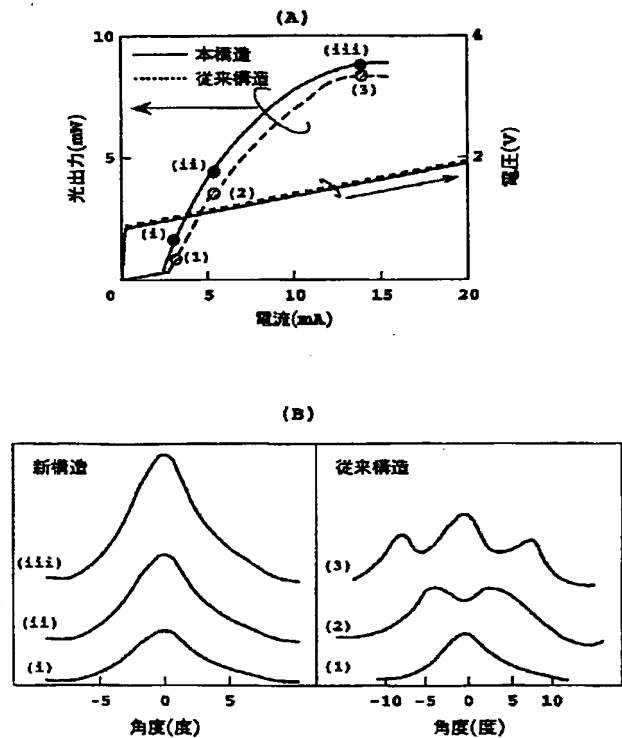 (A)
10
4
本構造
従来構造
(iii)
(3)
光出力(mW)
5
(ii)
(2)
2
電圧(V)
(i)
(1)
0
0
0 5 10 15 20
電流(mA)
(B)
新構造
従来構造
(iii)
(3)
(ii)
(2)
(i)
(1)
-5 0 5
-10 -5 0 5 10
角度(度)
角度(度)